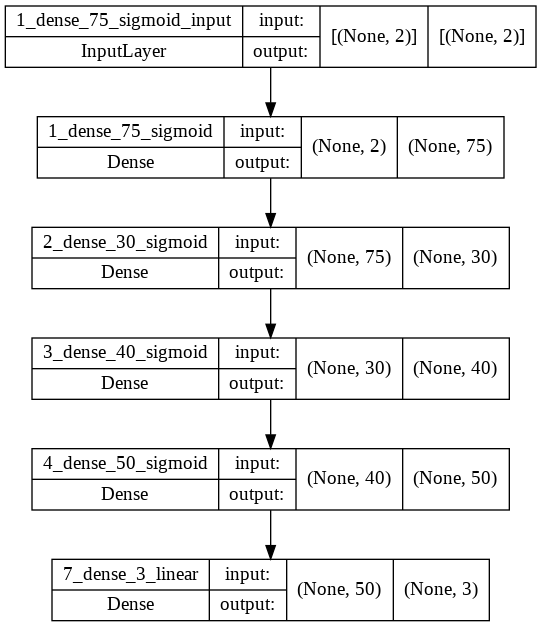 1_dense_75_sigmoid_input input: [(None, 2)] [(None, 2)]
InputLayer output:
1_dense_75_sigmoid input: (None, 2) (None, 75)
Dense output:
2_dense_30_sigmoid input: (None, 75) (None, 30)
Dense output:
3_dense_40_sigmoid input: (None, 30) (None, 40)
Dense output:
4_dense_50_sigmoid input: (None, 40) (None, 50)
Dense output:
7_dense_3_linear input: (None, 50) (None, 3)
Dense output: